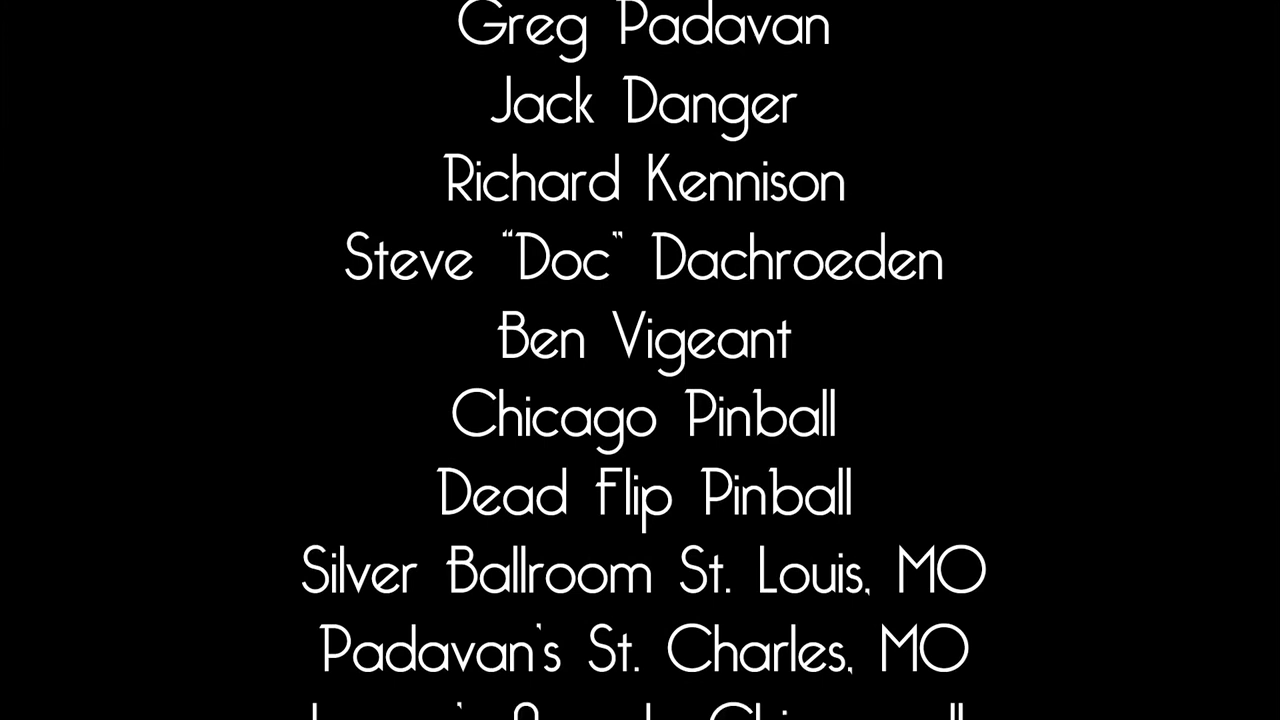 Greg Padavan
Jack Danger
Richard Kennison
Steve "Doc" Dachroeden
Ben Vigeant
Chicago Pinball
Dead Flip Pinball
Silver Ballroom St. Louis, MO
Padavan's St. Charles, MO